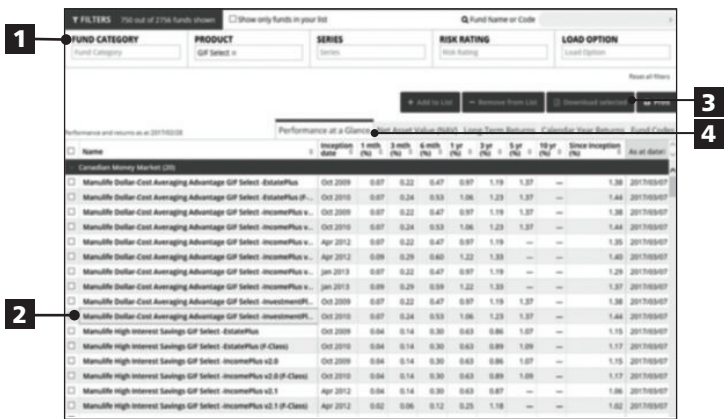 FILTERS 750 out of 2756 funds shown Show only funds in your list Fund Name or Code
1
FUND CATEGORY PRODUCT SERIES RISK RATING LOAD OPTION
Fund Category GIF Select × Series Risk Rating Load Option
Reset all filters
+ Add to List − Remove from List Download selected Print
3
4
Performance and returns as at 2017/02/28 Performance at a Glance Net Asset Value (NAV) Long-Term Returns Calendar Year Returns Fund Codes
Name Inception date 1 mth (%) 3 mth (%) 6 mth (%) 1 yr (%) 3 yr (%) 5 yr (%) 10 yr (%) Since inception (%) As at date
- Canadian Money Market (20)
Manulife Dollar-Cost Averaging Advantage GIF Select -EstatePlus Oct 2009 0.07 0.22 0.47 0.97 1.19 1.37 — 1.38 2017/03/07
Manulife Dollar-Cost Averaging Advantage GIF Select -EstatePlus (F-... Oct 2010 0.07 0.24 0.53 1.06 1.23 1.37 — 1.44 2017/03/07
Manulife Dollar-Cost Averaging Advantage GIF Select -IncomePlus v... Oct 2009 0.07 0.22 0.47 0.97 1.19 1.37 — 1.38 2017/03/07
Manulife Dollar-Cost Averaging Advantage GIF Select -IncomePlus v... Oct 2010 0.07 0.24 0.53 1.06 1.23 1.37 — 1.44 2017/03/07
Manulife Dollar-Cost Averaging Advantage GIF Select -IncomePlus v... Apr 2012 0.07 0.22 0.47 0.97 1.19 — — 1.35 2017/03/07
Manulife Dollar-Cost Averaging Advantage GIF Select -IncomePlus v... Apr 2012 0.09 0.29 0.60 1.22 1.33 — — 1.40 2017/03/07
Manulife Dollar-Cost Averaging Advantage GIF Select -IncomePlus v... Jan 2013 0.07 0.22 0.47 0.97 1.19 — — 1.29 2017/03/07
Manulife Dollar-Cost Averaging Advantage GIF Select -IncomePlus v... Jan 2013 0.09 0.29 0.59 1.22 1.33 — — 1.37 2017/03/07
Manulife Dollar-Cost Averaging Advantage GIF Select -InvestmentPl... Oct 2009 0.07 0.22 0.47 0.97 1.19 1.37 — 1.38 2017/03/07
2
Manulife Dollar-Cost Averaging Advantage GIF Select -InvestmentPl... Oct 2010 0.07 0.24 0.53 1.06 1.23 1.37 — 1.44 2017/03/07
Manulife High Interest Savings GIF Select -EstatePlus Oct 2009 0.04 0.14 0.30 0.63 0.86 1.07 — 1.15 2017/03/07
Manulife High Interest Savings GIF Select -EstatePlus (F-Class) Oct 2010 0.04 0.14 0.30 0.63 0.89 1.09 — 1.17 2017/03/07
Manulife High Interest Savings GIF Select -IncomePlus v2.0 Oct 2009 0.04 0.14 0.30 0.63 0.86 1.07 — 1.15 2017/03/07
Manulife High Interest Savings GIF Select -IncomePlus v2.0 (F-Class) Oct 2010 0.04 0.14 0.30 0.63 0.89 1.09 — 1.17 2017/03/07
Manulife High Interest Savings GIF Select -IncomePlus v2.1 Apr 2012 0.04 0.14 0.30 0.63 0.87 — — 1.06 2017/03/07
Manulife High Interest Savings GIF Select -IncomePlus v2.1 (F-Class) Apr 2012 0.02 0.06 0.12 0.25 1.18 — — 1.02 2017/03/07